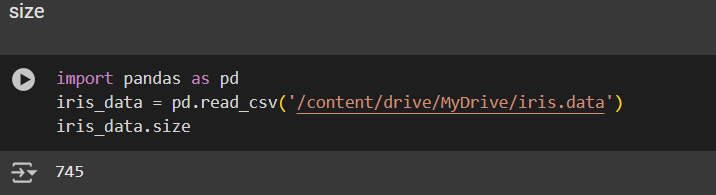 size
import pandas as pd
iris_data = pd.read_csv('/content/drive/MyDrive/iris.data')
iris_data.size
745